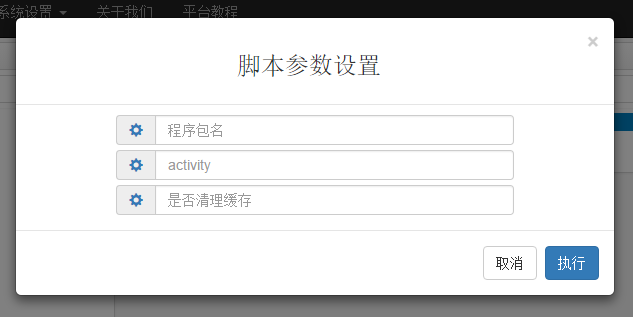 系统设置 关于我们 平台教程
×
脚本参数设置
程序包名
activity
是否清理缓存
取消 执行